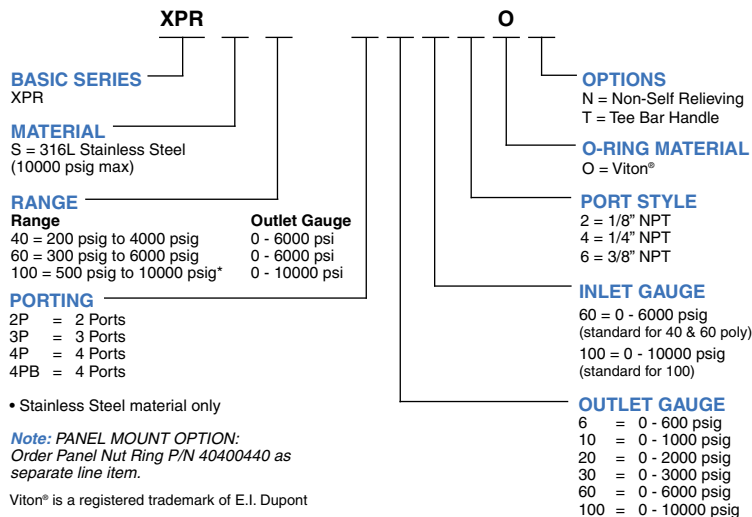 XPR O
BASIC SERIES
XPR
MATERIAL
S = 316L Stainless Steel
(10000 psig max)
RANGE
Range Outlet Gauge
40 = 200 psig to 4000 psig 0 - 6000 psi
60 = 300 psig to 6000 psig 0 - 6000 psi
100 = 500 psig to 10000 psig* 0 - 10000 psi
PORTING
2P = 2 Ports
3P = 3 Ports
4P = 4 Ports
4PB = 4 Ports
• Stainless Steel material only
Note: PANEL MOUNT OPTION:
Order Panel Nut Ring P/N 40400440 as
separate line item.
Viton® is a registered trademark of E.I. Dupont
OPTIONS
N = Non-Self Relieving
T = Tee Bar Handle
O-RING MATERIAL
O = Viton®
PORT STYLE
2 = 1/8” NPT
4 = 1/4” NPT
6 = 3/8” NPT
INLET GAUGE
60 = 0 - 6000 psig
(standard for 40 & 60 poly)
100 = 0 - 10000 psig
(standard for 100)
OUTLET GAUGE
6 = 0 - 600 psig
10 = 0 - 1000 psig
20 = 0 - 2000 psig
30 = 0 - 3000 psig
60 = 0 - 6000 psig
100 = 0 - 10000 psig